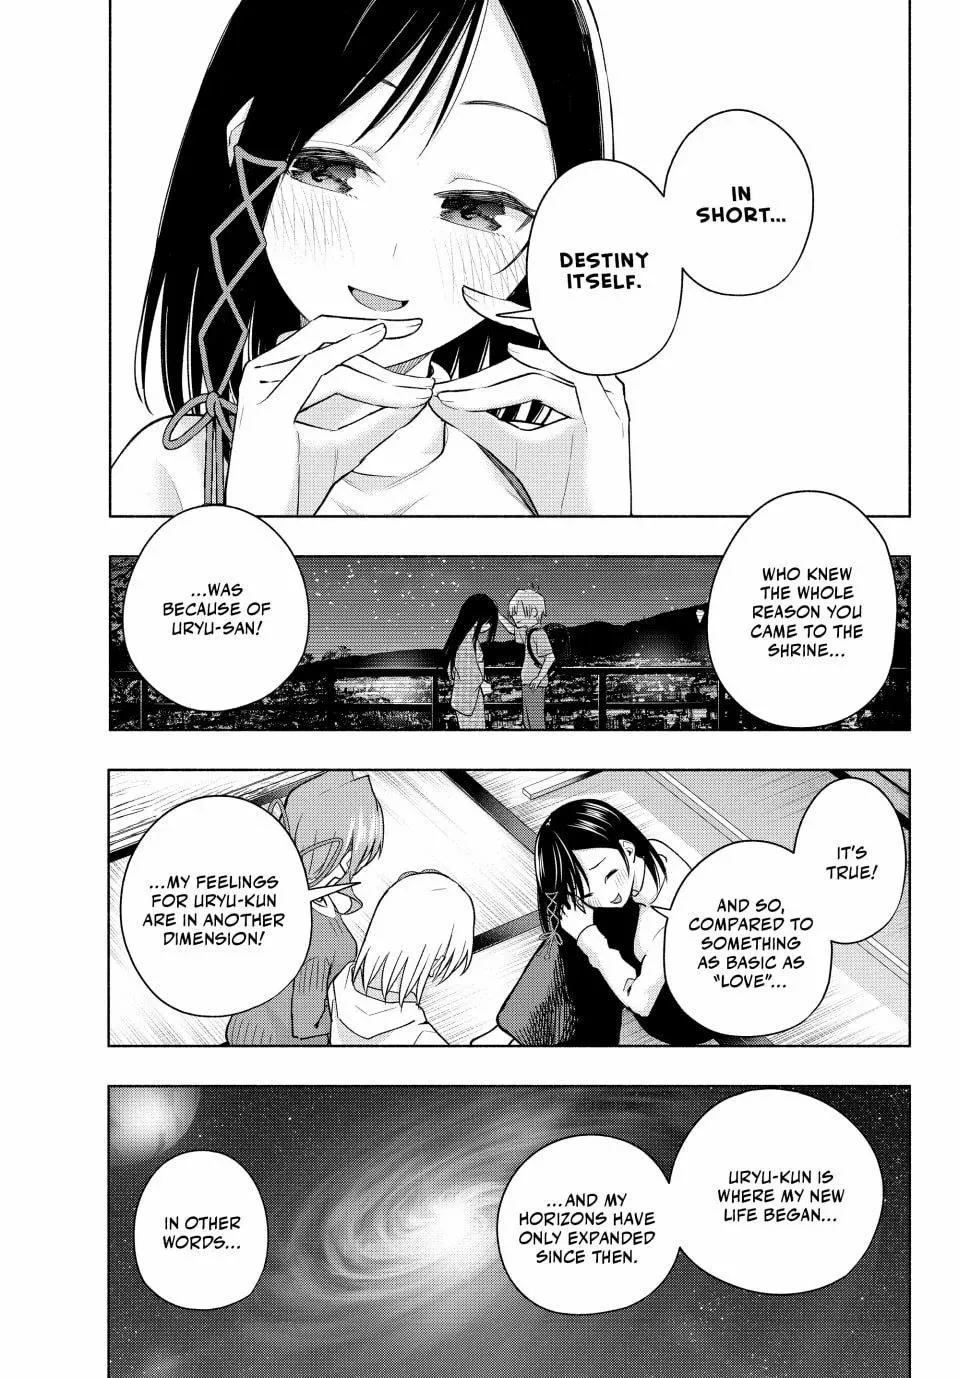 IN
SHORT...
DESTINY
ITSELF.
WHO KNEW
THE WHOLE
REASON YOU
CAME TO THE
SHRINE...
...WAS
BECAUSE OF
URYU-SAN!
IT'S
TRUE!
AND SO,
COMPARED TO
SOMETHING
AS BASIC AS
“LOVE”...
...MY FEELINGS
FOR URYU-KUN
ARE IN ANOTHER
DIMENSION!
URYU-KUN IS
WHERE MY NEW
LIFE BEGAN...
...AND MY
HORIZONS HAVE
ONLY EXPANDED
SINCE THEN.
IN OTHER
WORDS...